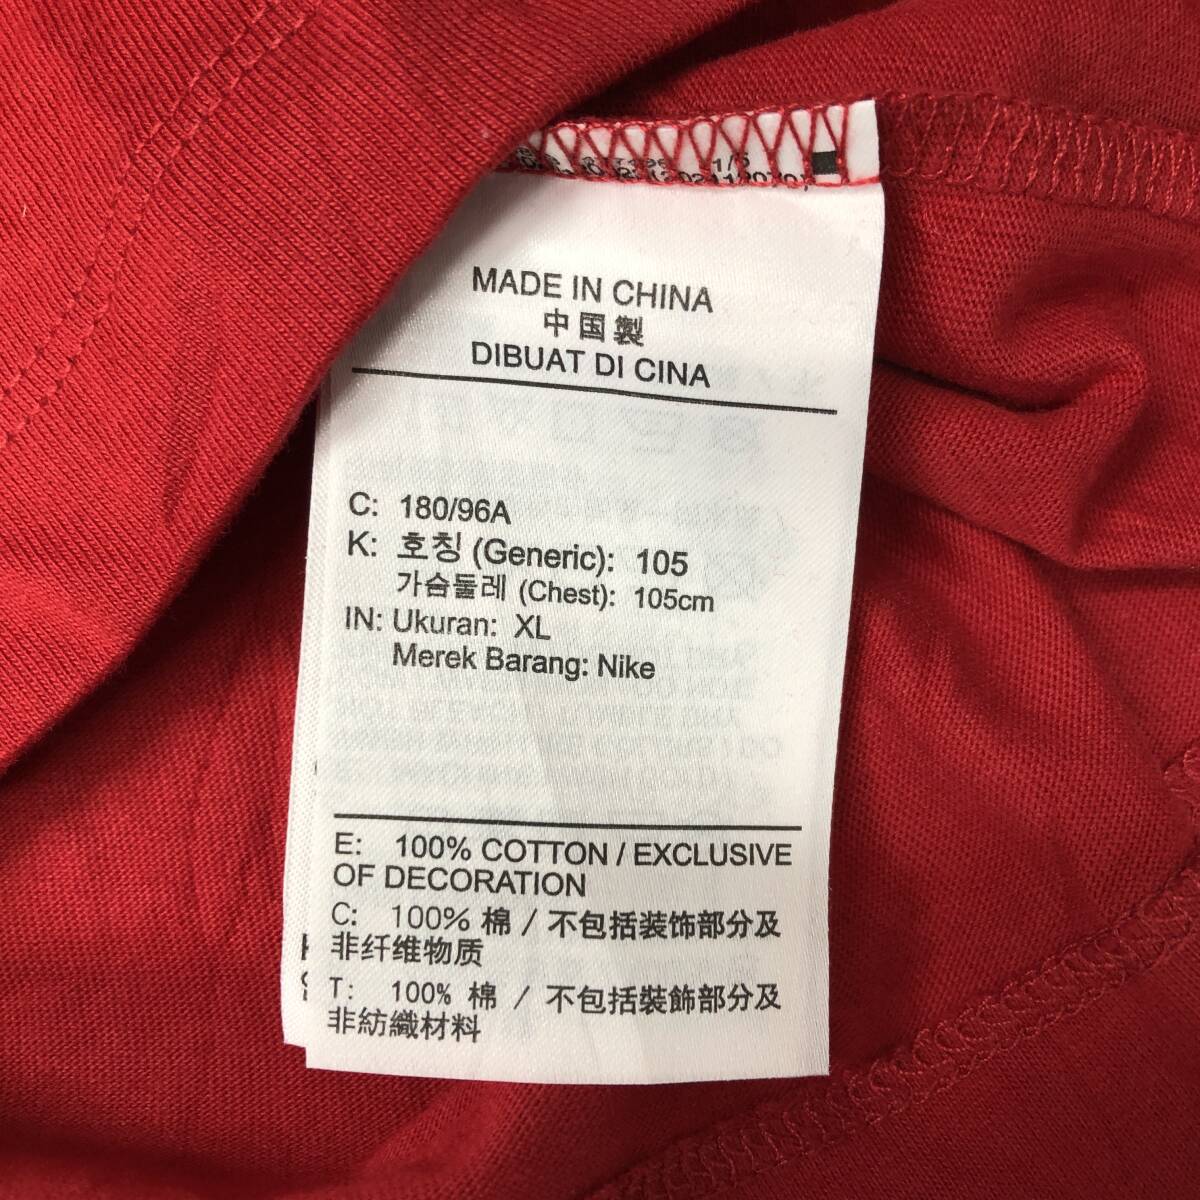 1/5
MADE IN CHINA
中国製
DIBUAT DI CINA
C: 180/96A
K: 호칭 (Generic): 105
가슴둘레 (Chest): 105cm
IN: Ukuran: XL
Merek Barang: Nike
E: 100% COTTON / EXCLUSIVE
OF DECORATION
C: 100% 棉 / 不包括装饰部分及
非纤维物质
T: 100% 棉 / 不包括裝飾部分及
非紡織材料